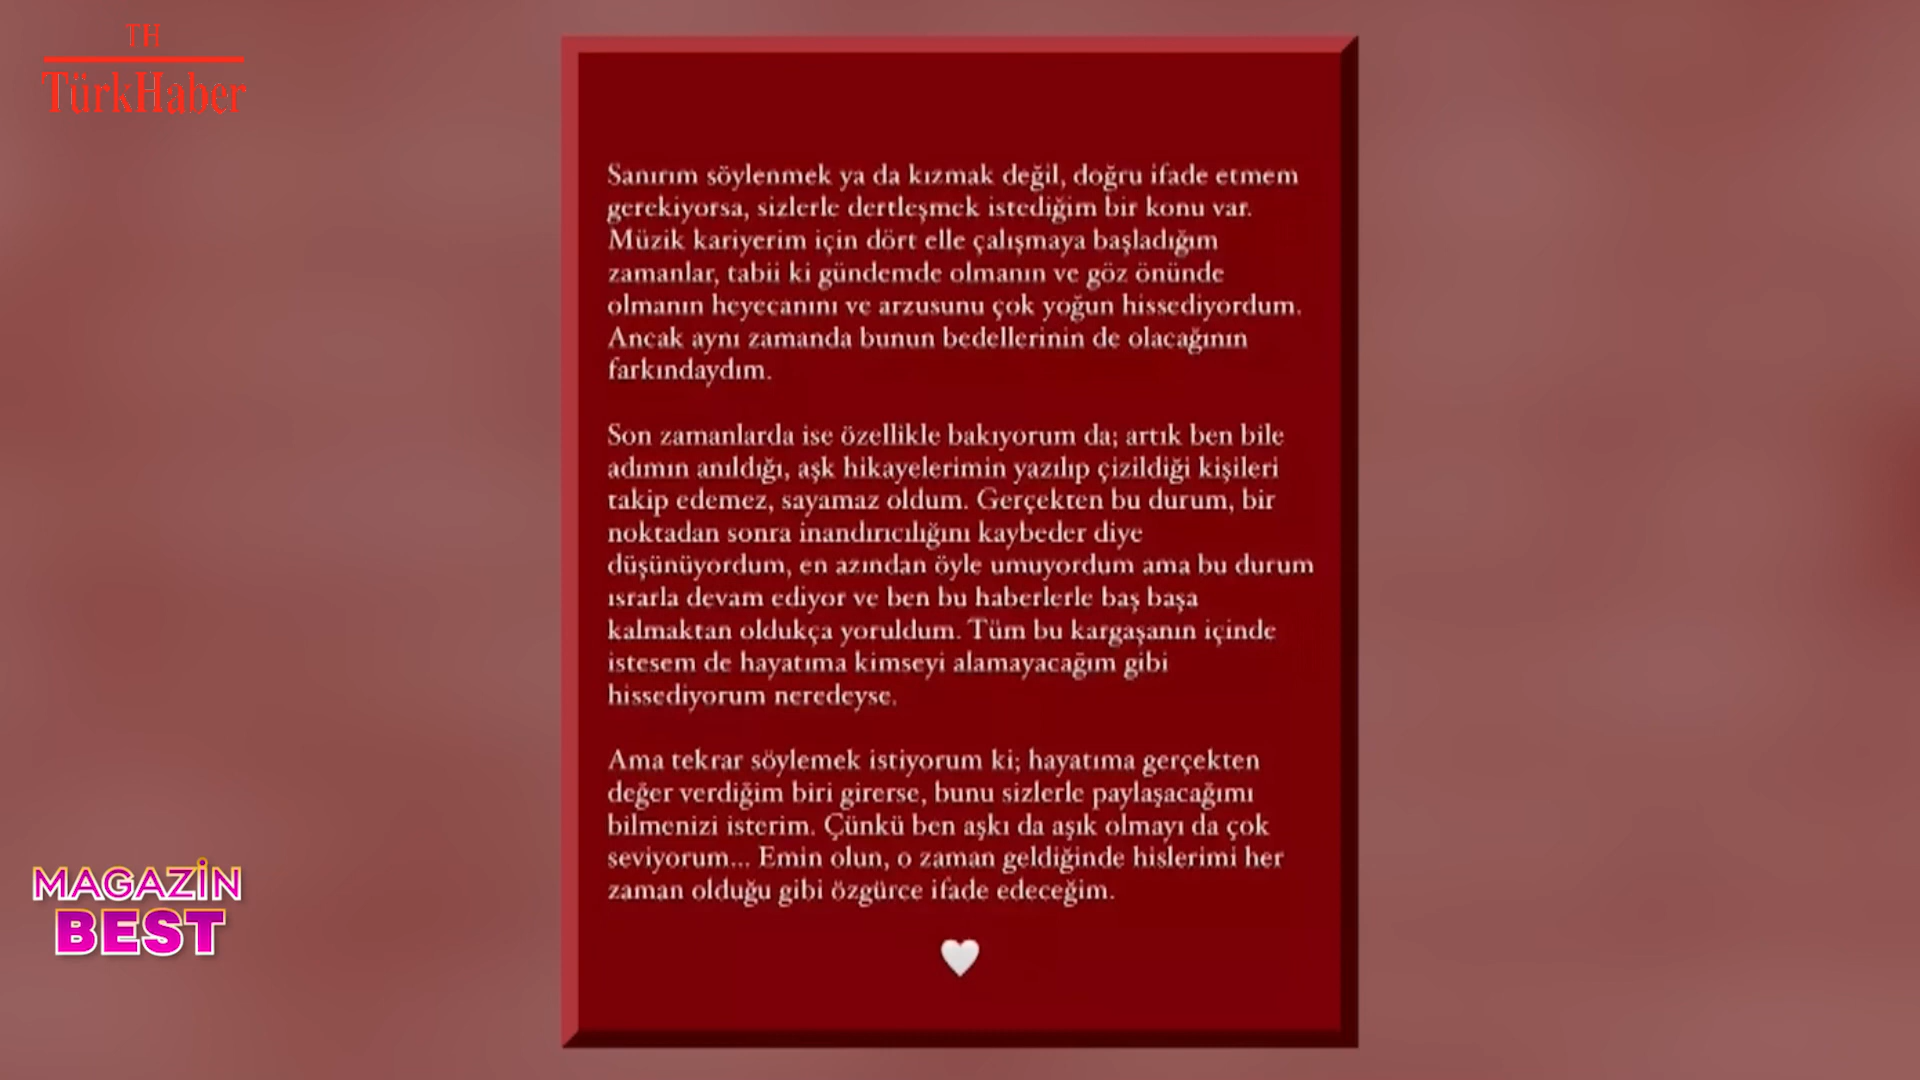 TH
TürkHaber
Sanırım söylenmek ya da kızmak değil, doğru ifade etmem
gerekiyorsa, sizlerle dertleşmek istediğim bir konu var.
Müzik kariyerim için dört elle çalışmaya başladığım
zamanlar, tabii ki gündemde olmanın ve göz önünde
olmanın heyecanını ve arzusunu çok yoğun hissediyordum.
Ancak aynı zamanda bunun bedellerinin de olacağının
farkındaydım.
Son zamanlarda ise özellikle bakıyorum da; artık ben bile
adımın anıldığı, aşk hikayelerimin yazılıp çizildiği kişileri
takip edemez, sayamaz oldum. Gerçekten bu durum, bir
noktadan sonra inandırıcılığını kaybeder diye
düşünüyordum, en azından öyle umuyordum ama bu durum
ısrarla devam ediyor ve ben bu haberlerle baş başa
kalmaktan oldukça yoruldum. Tüm bu kargaşanın içinde
istesem de hayatıma kimseyi alamayacağım gibi
hissediyorum neredeyse.
Ama tekrar söylemek istiyorum ki; hayatıma gerçekten
değer verdiğim biri girerse, bunu sizlerle paylaşacağımı
bilmenizi isterim. Çünkü ben aşkı da aşık olmayı da çok
seviyorum... Emin olun, o zaman geldiğinde hislerimi her
zaman olduğu gibi özgürce ifade edeceğim.
MAGAZİN
BEST